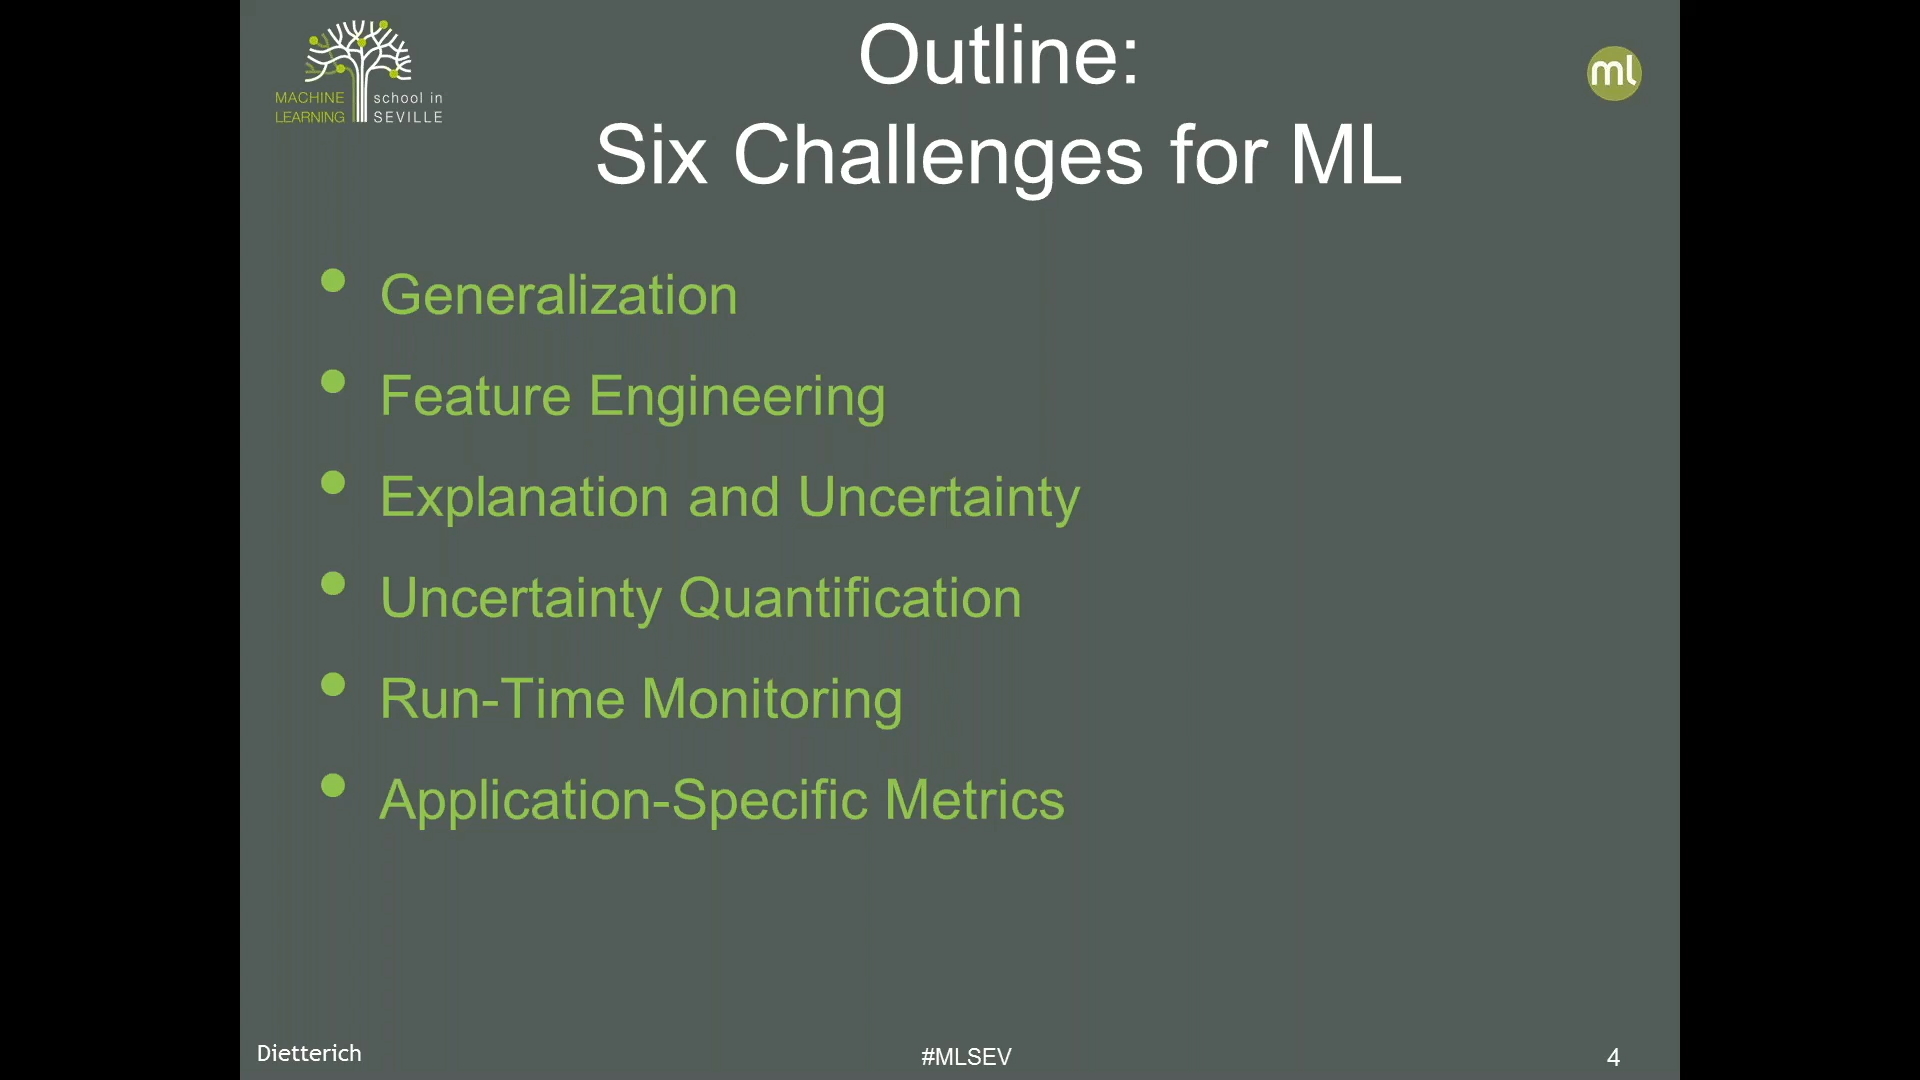 Outline:
Six Challenges for ML
MACHINE school in
LEARNING SEVILLE
ml
• Generalization
• Feature Engineering
• Explanation and Uncertainty
• Uncertainty Quantification
• Run-Time Monitoring
• Application-Specific Metrics
Dietterich
#MLSEV
4